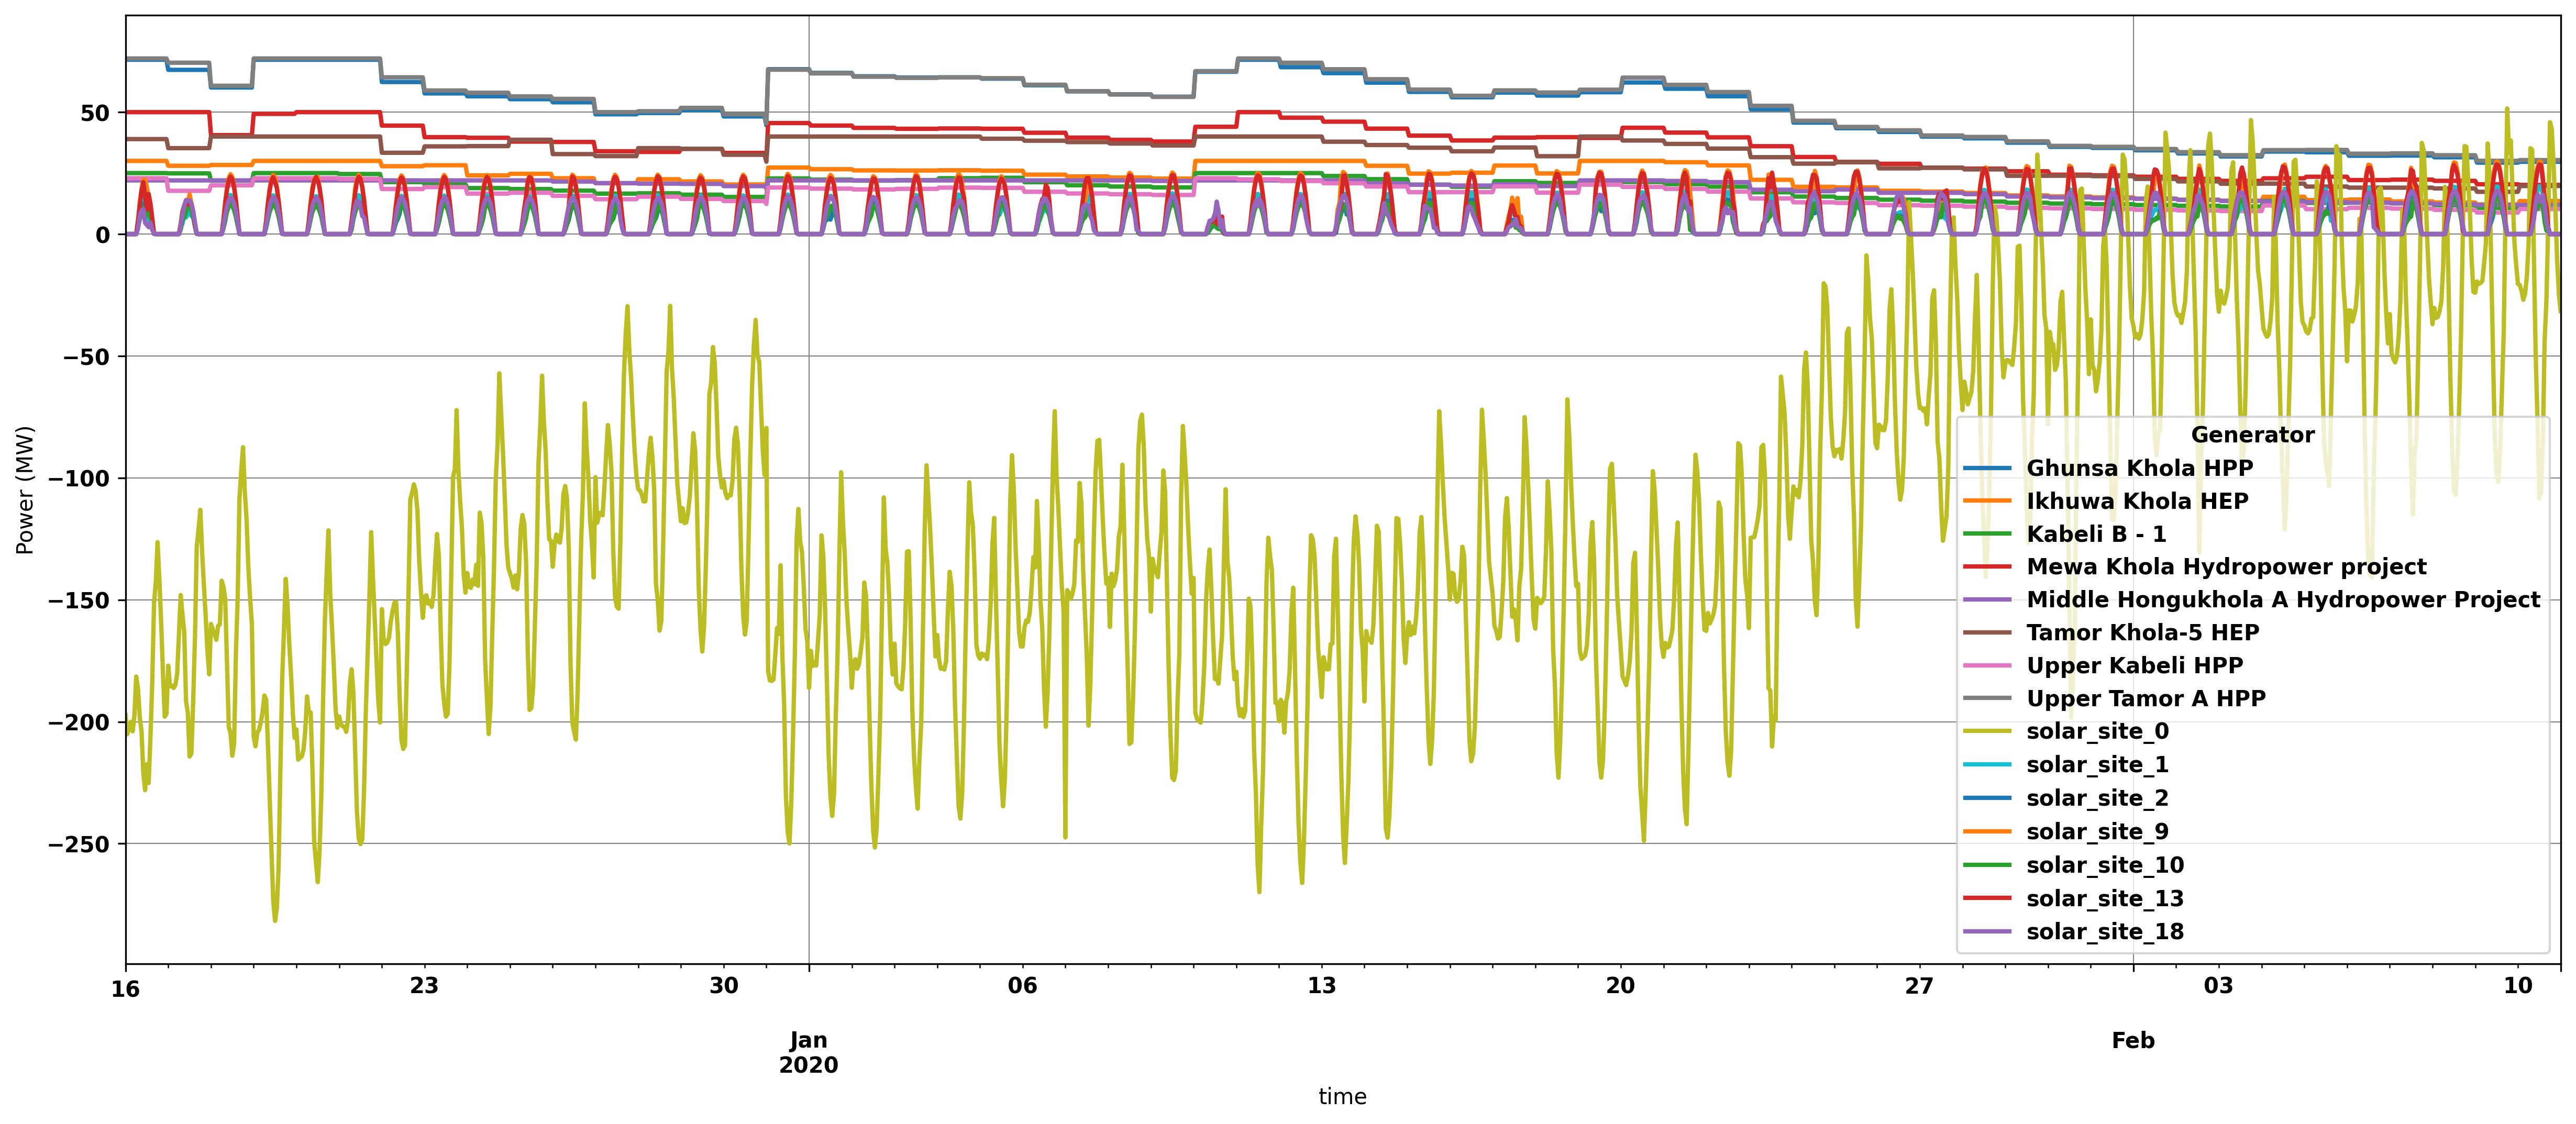 50
0
−50
−100
−150
−200
−250
Power (MW)
Generator
Ghunsa Khola HPP
Ikhuwa Khola HEP
Kabeli B - 1
Mewa Khola Hydropower project
Middle Hongukhola A Hydropower Project
Tamor Khola-5 HEP
Upper Kabeli HPP
Upper Tamor A HPP
solar_site_0
solar_site_1
solar_site_2
solar_site_9
solar_site_10
solar_site_13
solar_site_18
16 23 30 06 13 20 27 03 10
Jan Feb
2020
time